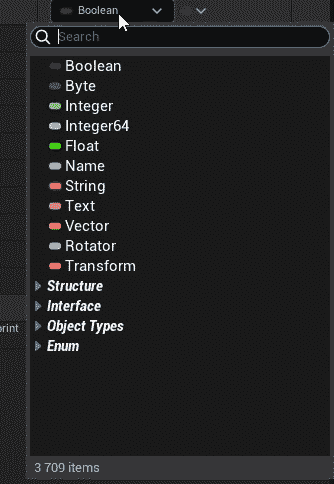 Boolean
Search
Boolean
Byte
Integer
Integer64
Float
Name
String
Text
Vector
Rotator
Transform
Structure
Interface
Object Types
Enum
print
3 709 items